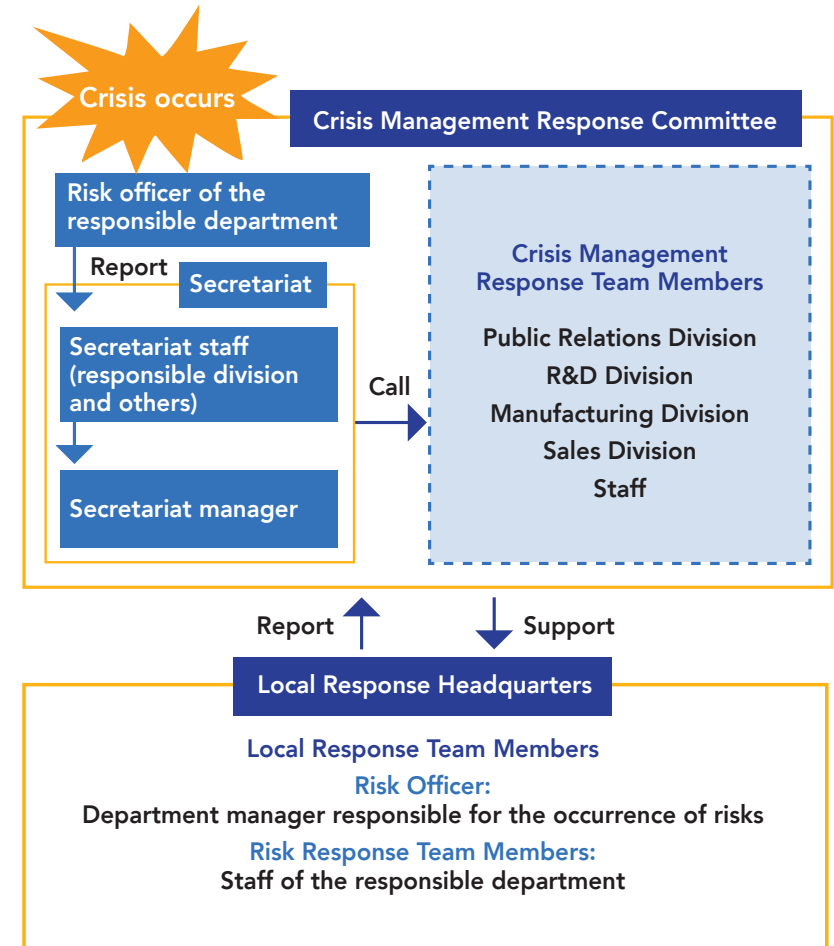 Crisis occurs
Crisis Management Response Committee
Risk officer of the
responsible department
Report
Secretariat
Secretariat staff
(responsible division
and others)
Secretariat manager
Call
Crisis Management
Response Team Members
Public Relations Division
R&D Division
Manufacturing Division
Sales Division
Staff
Report
Support
Local Response Headquarters
Local Response Team Members
Risk Officer:
Department manager responsible for the occurrence of risks
Risk Response Team Members:
Staff of the responsible department